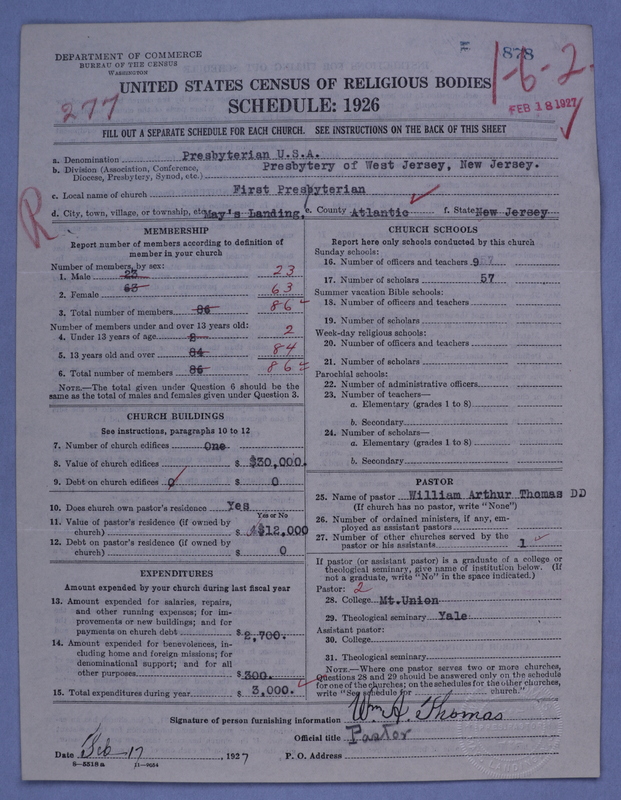 DEPARTMENT OF COMMERCE
BUREAU OF THE CENSUS
WASHINGTON
878
1-6-2.
277
FEB 18 1927
UNITED STATES CENSUS OF RELIGIOUS BODIES
SCHEDULE: 1926
FILL OUT A SEPARATE SCHEDULE FOR EACH CHURCH. SEE INSTRUCTIONS ON THE BACK OF THIS SHEET
a. Denomination Presbyterian U.S.A.
b. Division (Association, Conference, Presbytery of West Jersey, New Jersey.
Diocese, Presbytery, Synod, etc.)
c. Local name of church First Presbyterian
d. City, town, village, or township, etc. May's Landing, e. County Atlantic f. State New Jersey
R
MEMBERSHIP
Report number of members according to definition of
member in your church
Number of members, by sex:
1. Male 23 23
2. Female 63 63
3. Total number of members 86 86
Number of members under and over 13 years old:
4. Under 13 years of age 2 2
5. 13 years old and over 84 84
6. Total number of members 86 86
NOTE.—The total given under Question 6 should be
same as the total of males and females given under Question 3.
CHURCH BUILDINGS
See instructions, paragraphs 10 to 12
7. Number of church edifices One
8. Value of church edifices $ $30,000.
9. Debt on church edifices 0 $ 0
10. Does church own pastor's residence Yes
Yes or No
11. Value of pastor's residence (if owned by
church) $ $12,000
12. Debt on pastor's residence (if owned by
church) $ 0
EXPENDITURES
Amount expended by your church during last fiscal year
13. Amount expended for salaries, repairs,
and other running expenses; for im-
provements or new buildings; and for
payments on church debt $ 2,700.
14. Amount expended for benevolences, in-
cluding home and foreign missions; for
denominational support; and for all
other purposes $ 300.
15. Total expenditures during year $ 3,000.
CHURCH SCHOOLS
Report here only schools conducted by this church
Sunday schools:
16. Number of officers and teachers 9
17. Number of scholars 57
Summer vacation Bible schools:
18. Number of officers and teachers
19. Number of scholars
Week-day religious schools:
20. Number of officers and teachers
21. Number of scholars
Parochial schools:
22. Number of administrative officers
23. Number of teachers—
a. Elementary (grades 1 to 8)
b. Secondary
24. Number of scholars—
a. Elementary (grades 1 to 8)
b. Secondary
PASTOR
25. Name of pastor William Arthur Thomas DD
(If church has no pastor, write "None")
26. Number of ordained ministers, if any, em-
ployed as assistant pastors
27. Number of other churches served by the
pastor or his assistants 1
If pastor (or assistant pastor) is a graduate of a college or
theological seminary, give name of institution below. (If
not a graduate, write "No" in the space indicated.)
Pastor: 2
28. College Mt.Union
29. Theological seminary Yale
Assistant pastor:
30. College
31. Theological seminary
NOTE.—Where one pastor serves two or more churches,
Questions 28 and 29 should be answered only on the schedule
for one of the churches; on the schedules for the other churches,
write "See schedule for church."
Signature of person furnishing information Wm A. Thomas
Official title Pastor
Date Feb 17 1927 P. O. Address
8-5518a 11-9054